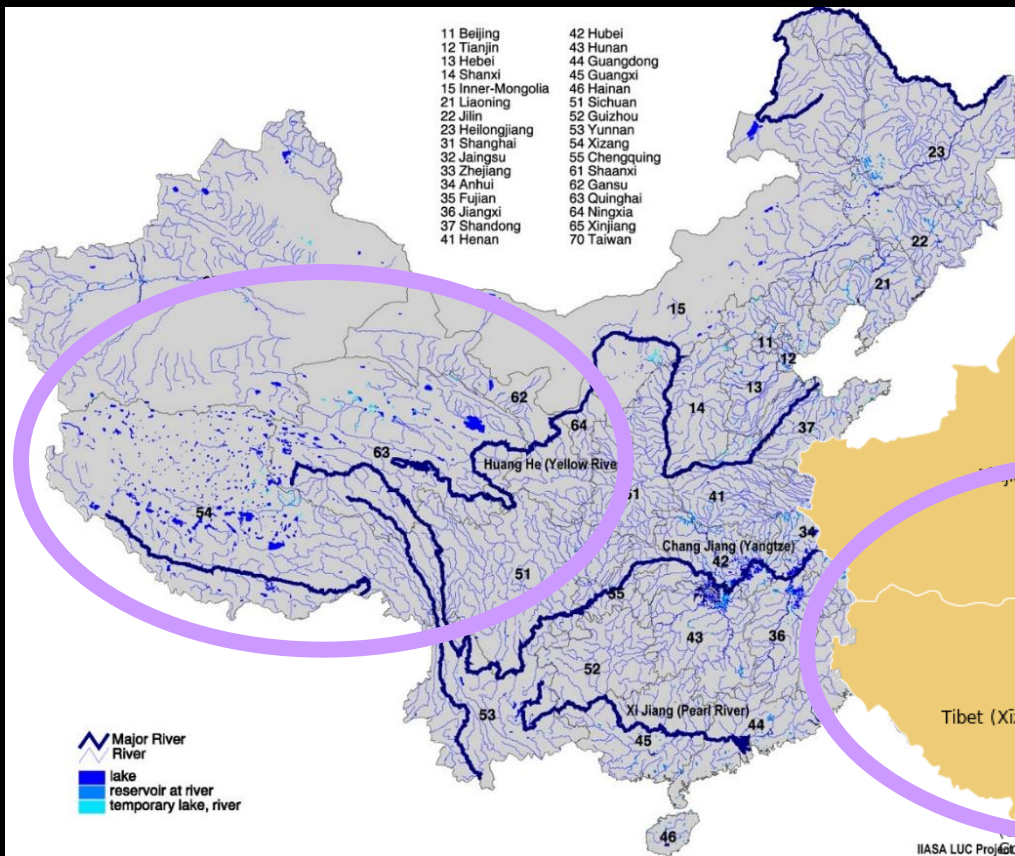 11 Beijing
12 Tianjin
13 Hebei
14 Shanxi
15 Inner-Mongolia
21 Liaoning
22 Jilin
23 Heilongjiang
31 Shanghai
32 Jaingsu
33 Zhejiang
34 Anhui
35 Fujian
36 Jiangxi
37 Shandong
41 Henan
42 Hubei
43 Hunan
44 Guangdong
45 Guangxi
46 Hainan
51 Sichuan
52 Guizhou
53 Yunnan
54 Xizang
55 Chengquing
61 Shaanxi
62 Gansu
63 Quinghai
64 Ningxia
65 Xinjiang
70 Taiwan
23
22
21
15
11
12
13
62
14
64
37
63
Huang He (Yellow Rive
41
54
34
Chang Jiang (Yangtze)
42
51
55
43
36
52
Tibet (Xī
53
Xi Jiang (Pearl River)
44
45
46
Major River
River
lake
reservoir at river
temporary lake, river
IIASA LUC Project